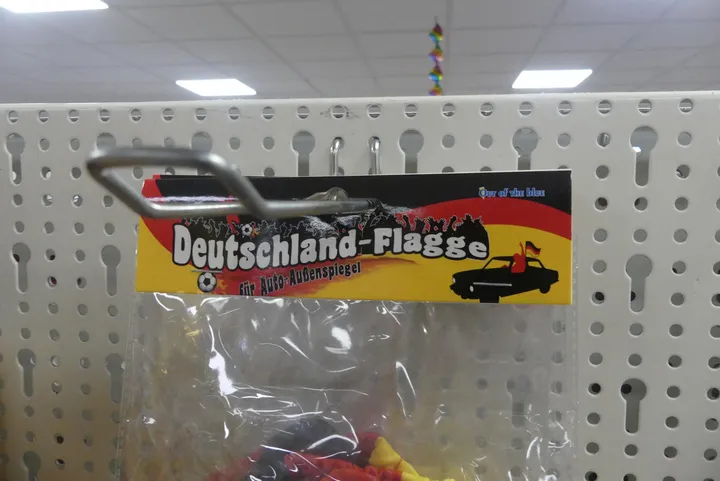 Out of the blue
Deutschland-Flagge
für Auto-Außenspiegel